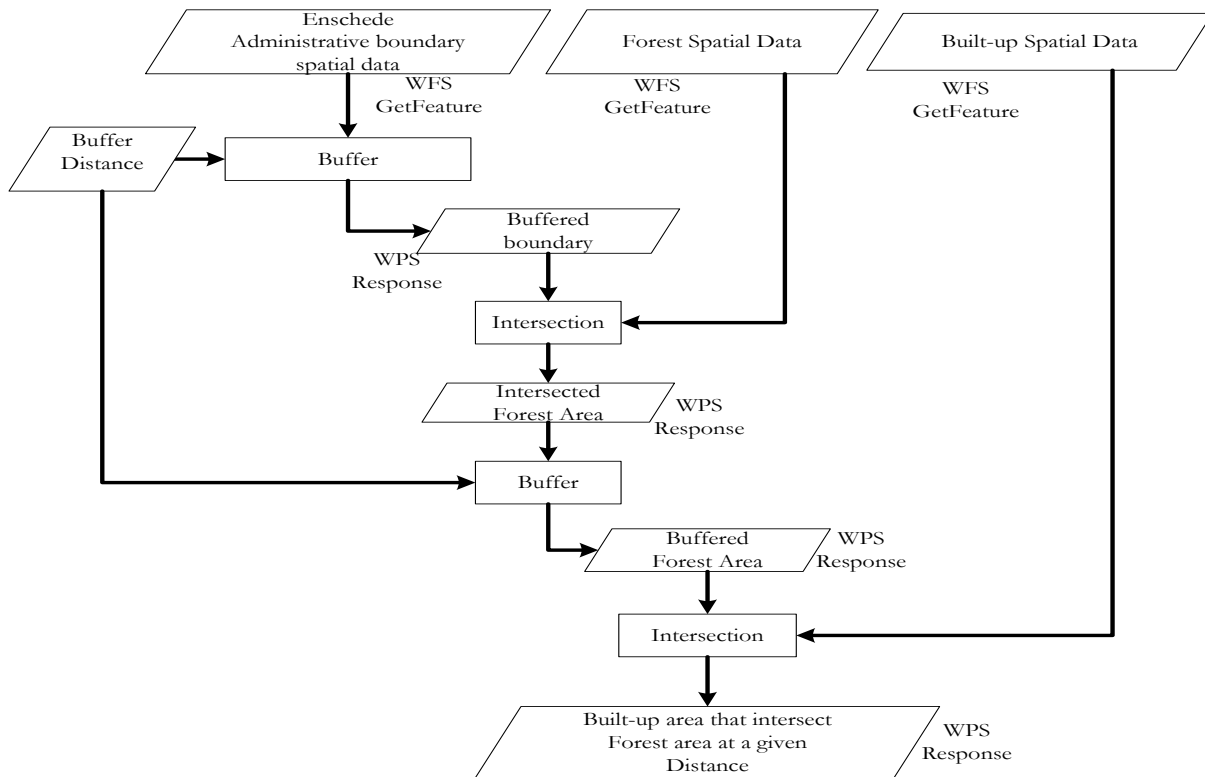 Enschede
Administrative boundary
spatial data
Forest Spatial Data
Built-up Spatial Data
WFS
GetFeature
WFS
GetFeature
WFS
GetFeature
Buffer
Distance
Buffer
Buffered
boundary
WPS
Response
Intersection
Intersected
Forest Area
WPS
Response
Buffer
Buffered
Forest Area
WPS
Response
Intersection
Built-up area that intersect
Forest area at a given
Distance
WPS
Response